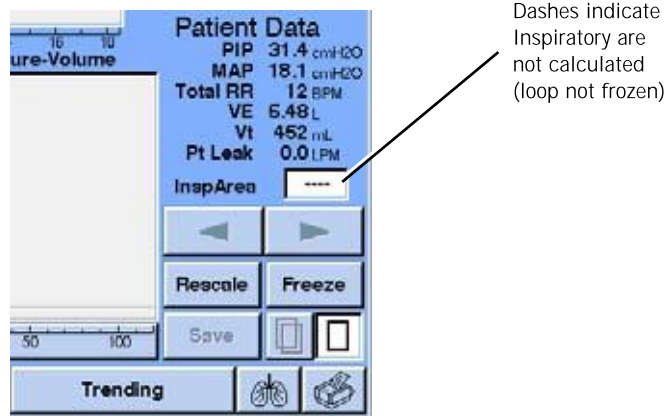 Dashes indicate
Inspiratory are
not calculated
(loop not frozen)
16 10
ure-Volume
Patient Data
PIP 31.4 cmH2O
MAP 18.1 cmH2O
Total RR 12 BPM
VE 5.48 L
Vt 452 mL
Pt Leak 0.0 LPM
InspArea ----
Rescale Freeze
50 100
Save
Trending